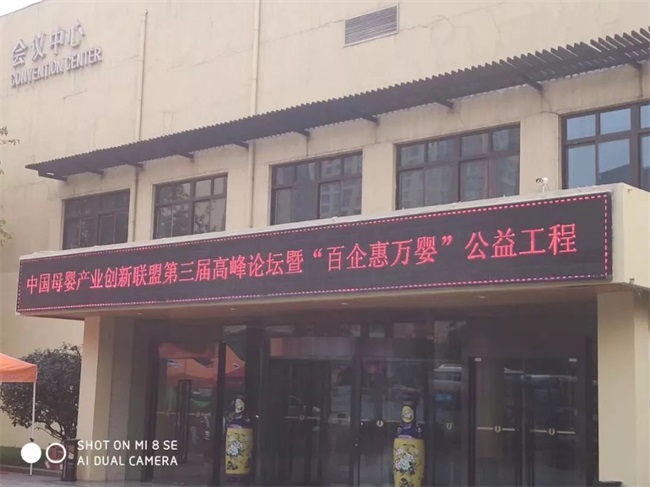 会议中心
CONVENTION CENTER
中国母婴产业创新联盟第三届高峰论坛暨“百企惠万婴”公益工程
SHOT ON MI 8 SE
AI DUAL CAMERA